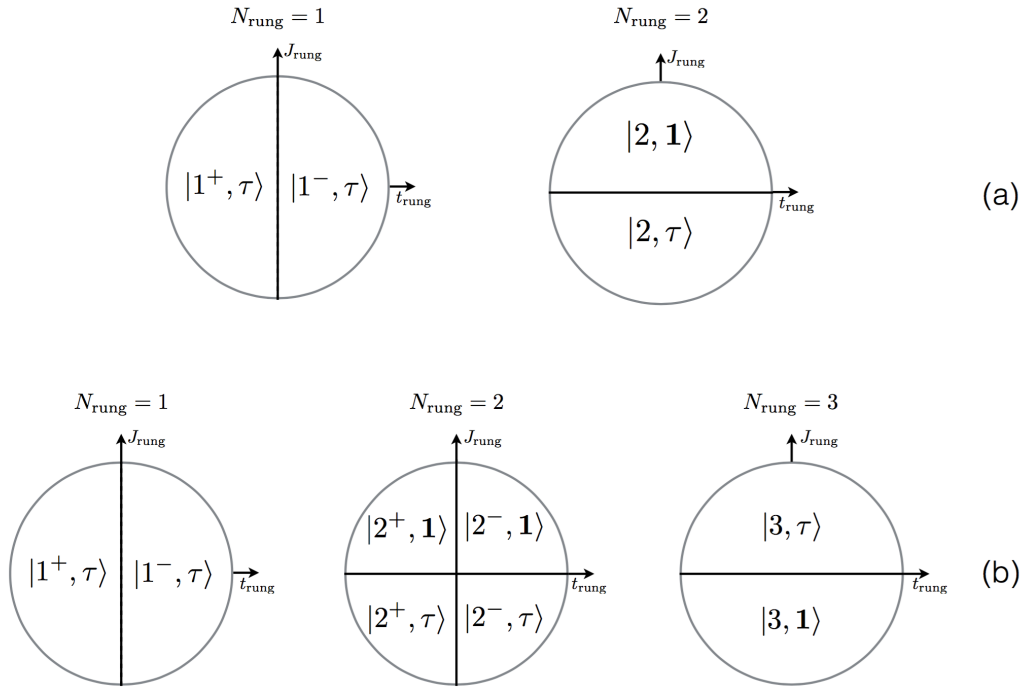 N_rung = 1
N_rung = 2
J_rung
J_rung
|2, 1⟩
|1⁺, τ⟩ |1⁻, τ⟩
t_rung
t_rung
(a)
|2, τ⟩
N_rung = 1
N_rung = 2
N_rung = 3
J_rung
J_rung
J_rung
|2⁺, 1⟩ |2⁻, 1⟩
|3, τ⟩
|1⁺, τ⟩ |1⁻, τ⟩
t_rung
t_rung
t_rung
(b)
|2⁺, τ⟩ |2⁻, τ⟩
|3, 1⟩